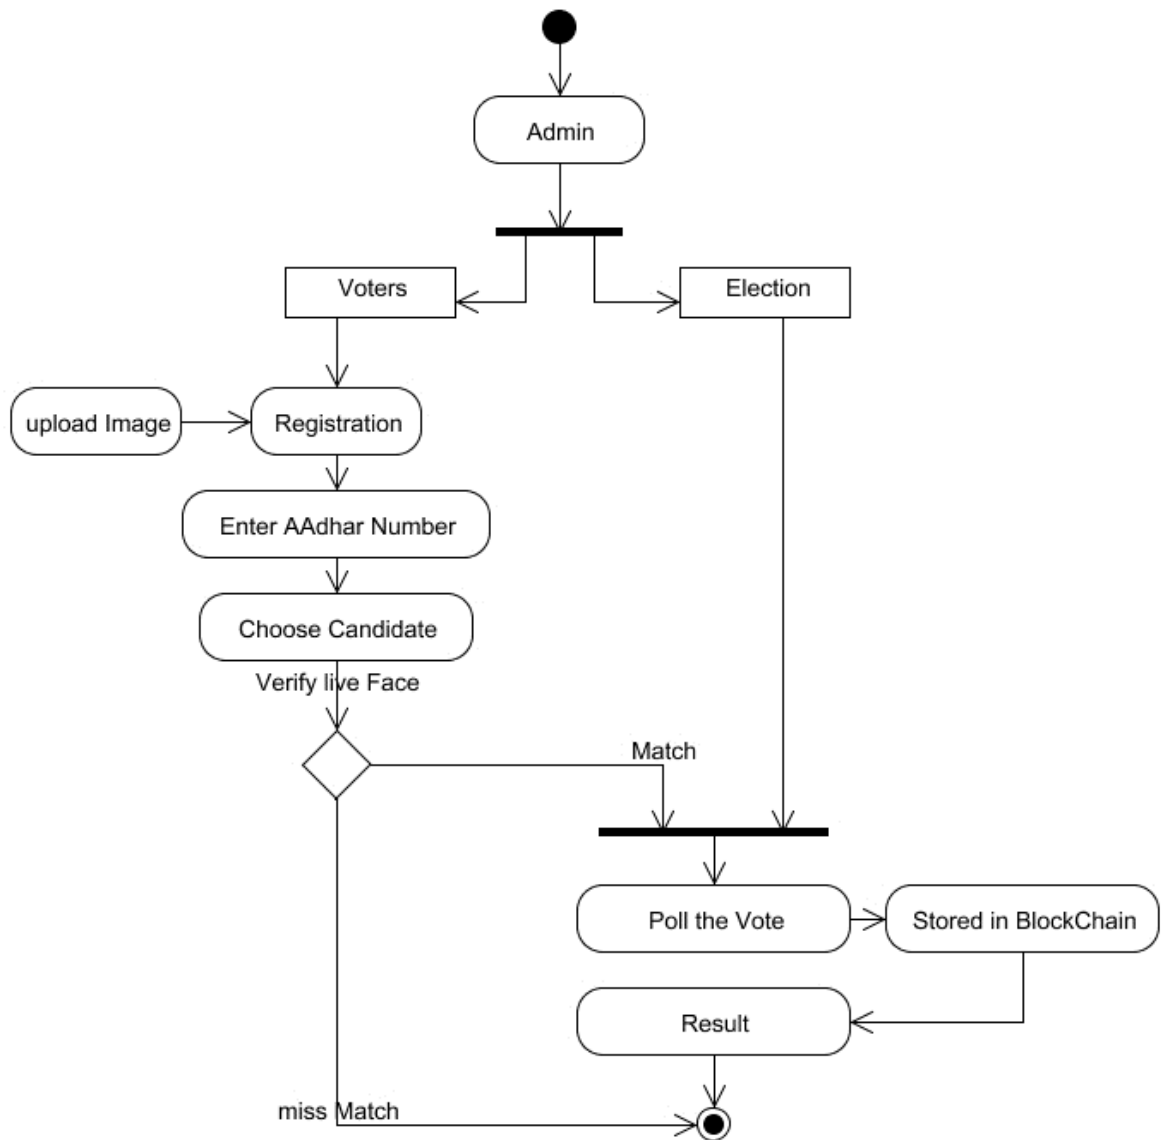 Admin
Voters
Election
upload Image
Registration
Enter AAdhar Number
Choose Candidate
Verify live Face
Match
Poll the Vote
Stored in BlockChain
Result
miss Match